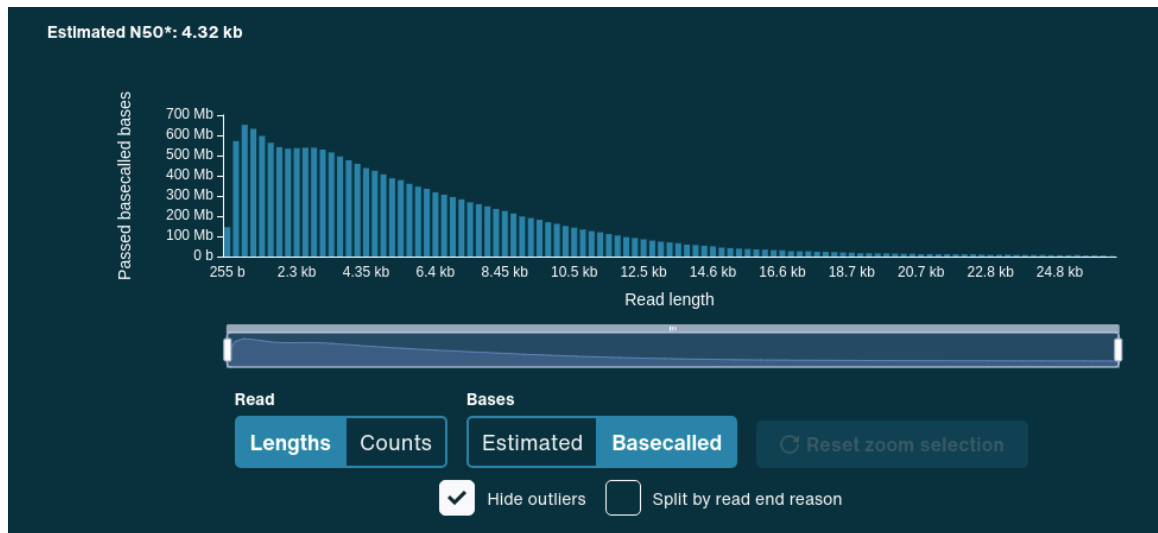 Estimated N50*: 4.32 kb
Passed basecalled bases
700 Mb
600 Mb
500 Mb
400 Mb
300 Mb
200 Mb
100 Mb
0 b
255 b 2.3 kb 4.35 kb 6.4 kb 8.45 kb 10.5 kb 12.5 kb 14.6 kb 16.6 kb 18.7 kb 20.7 kb 22.8 kb 24.8 kb
Read length
Read Bases
Lengths Counts Estimated Basecalled Reset zoom selection
Hide outliers Split by read end reason